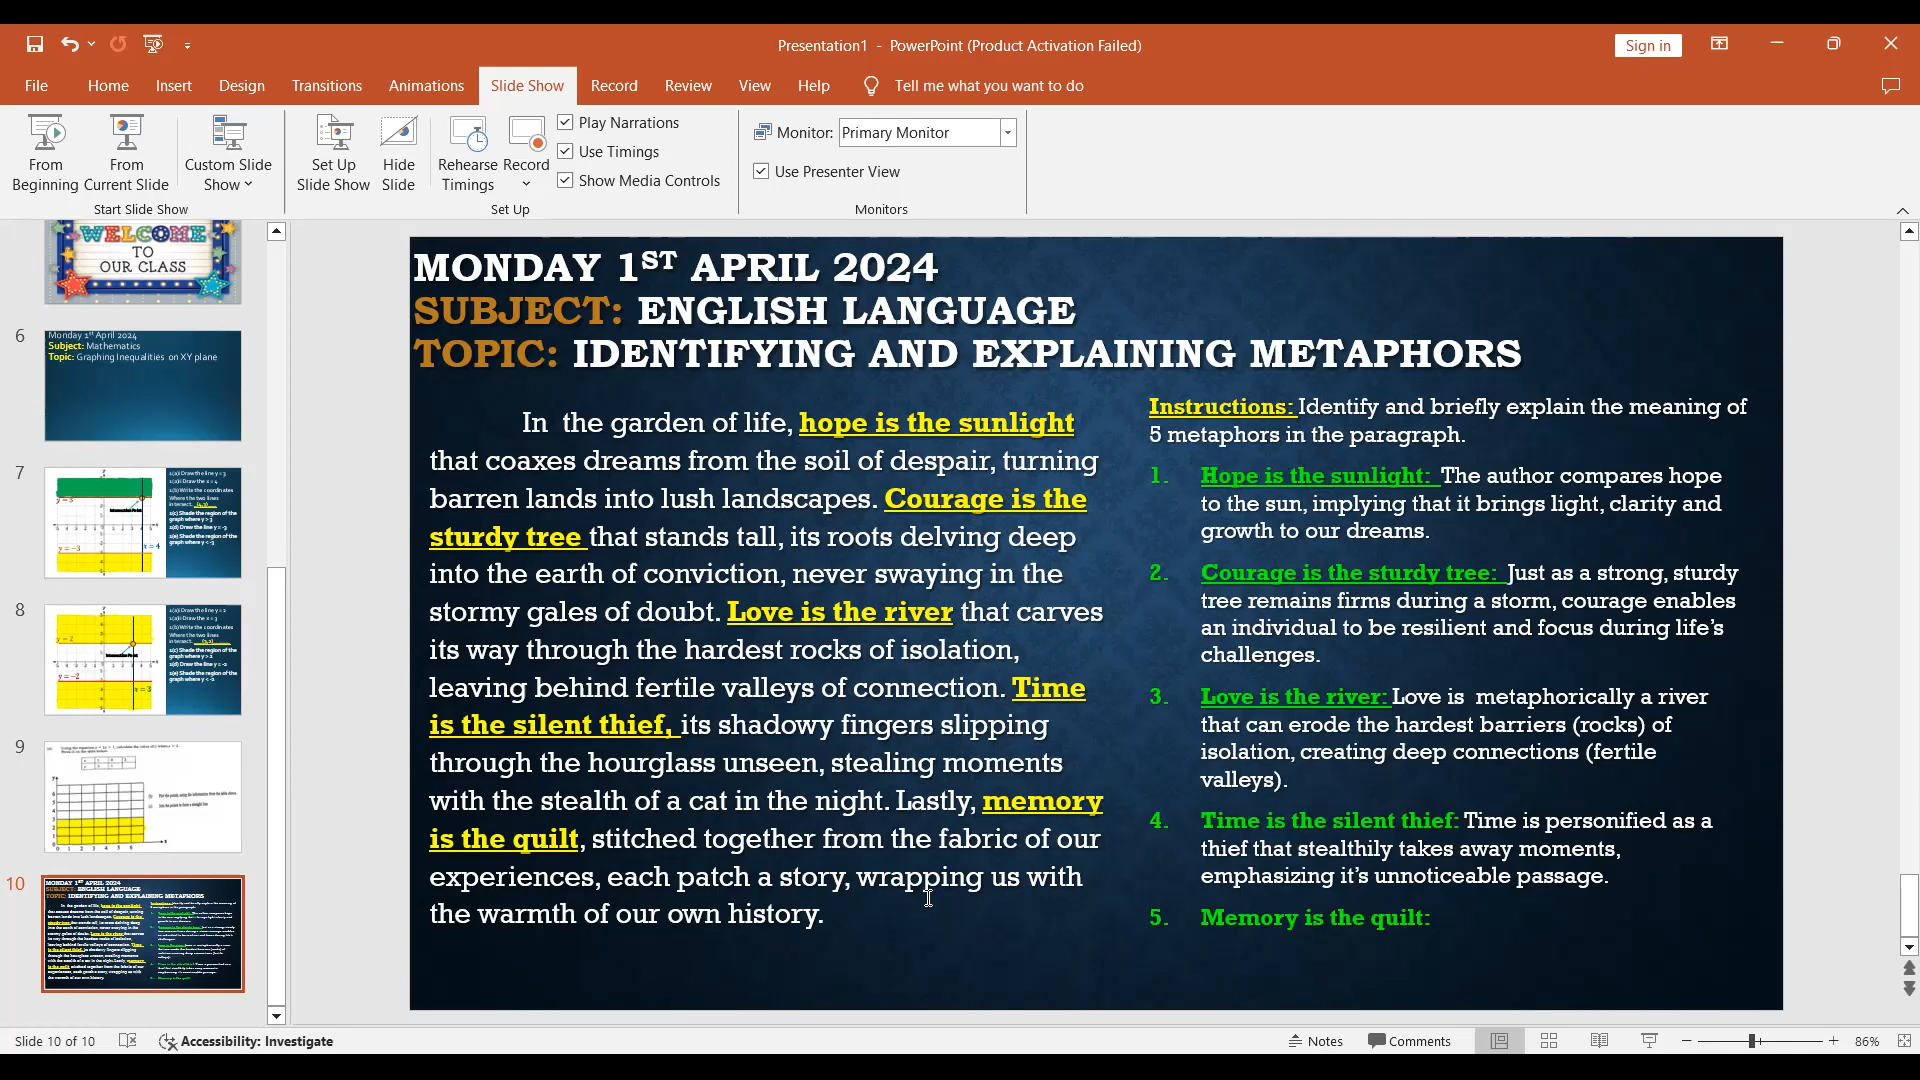 Presentation1 - PowerPoint (Product Activation Failed)
Sign in
File Home Insert Design Transitions Animations Slide Show Record Review View Help Tell me what you want to do
From Beginning
From Current Slide
Custom Slide Show
Start Slide Show
Set Up Slide Show
Hide Slide
Rehearse Timings
Record
Play Narrations
Use Timings
Show Media Controls
Set Up
Monitor: Primary Monitor
Use Presenter View
Monitors
WELCOME
TO
OUR CLASS
6
Monday 1st April 2024
Subject: Mathematics
Topic: Graphing Inequalities on XY plane
7
8
9
10
MONDAY 1ST APRIL 2024
SUBJECT: ENGLISH LANGUAGE
TOPIC: IDENTIFYING AND EXPLAINING METAPHORS
In the garden of life, hope is the sunlight
that coaxes dreams from the soil of despair, turning
barren lands into lush landscapes. Courage is the
sturdy tree that stands tall, its roots delving deep
into the earth of conviction, never swaying in the
stormy gales of doubt. Love is the river that carves
its way through the hardest rocks of isolation,
leaving behind fertile valleys of connection. Time
is the silent thief, its shadowy fingers slipping
through the hourglass unseen, stealing moments
with the stealth of a cat in the night. Lastly, memory
is the quilt, stitched together from the fabric of our
experiences, each patch a story, wrapping us with
the warmth of our own history.
Instructions: Identify and briefly explain the meaning of
5 metaphors in the paragraph.
1. Hope is the sunlight: The author compares hope
to the sun, implying that it brings light, clarity and
growth to our dreams.
2. Courage is the sturdy tree: Just as a strong, sturdy
tree remains firms during a storm, courage enables
an individual to be resilient and focus during life's
challenges.
3. Love is the river: Love is metaphorically a river
that can erode the hardest barriers (rocks) of
isolation, creating deep connections (fertile
valleys).
4. Time is the silent thief: Time is personified as a
thief that stealthily takes away moments,
emphasizing it's unnoticeable passage.
5. Memory is the quilt:
Slide 10 of 10
Accessibility: Investigate
Notes
Comments
86%